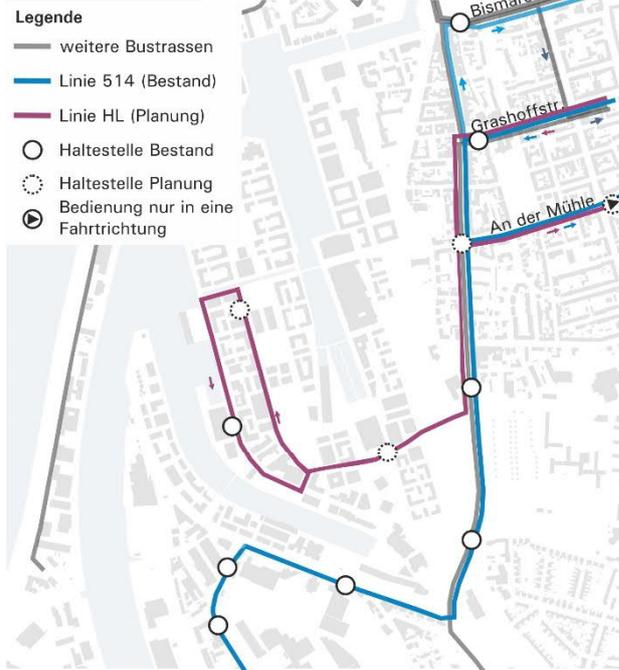 Legende
weitere Bustrassen
Linie 514 (Bestand)
Linie HL (Planung)
Haltestelle Bestand
Haltestelle Planung
Bedienung nur in eine
Fahrtrichtung
Bismarc
Grashoffstr.
An der Mühle